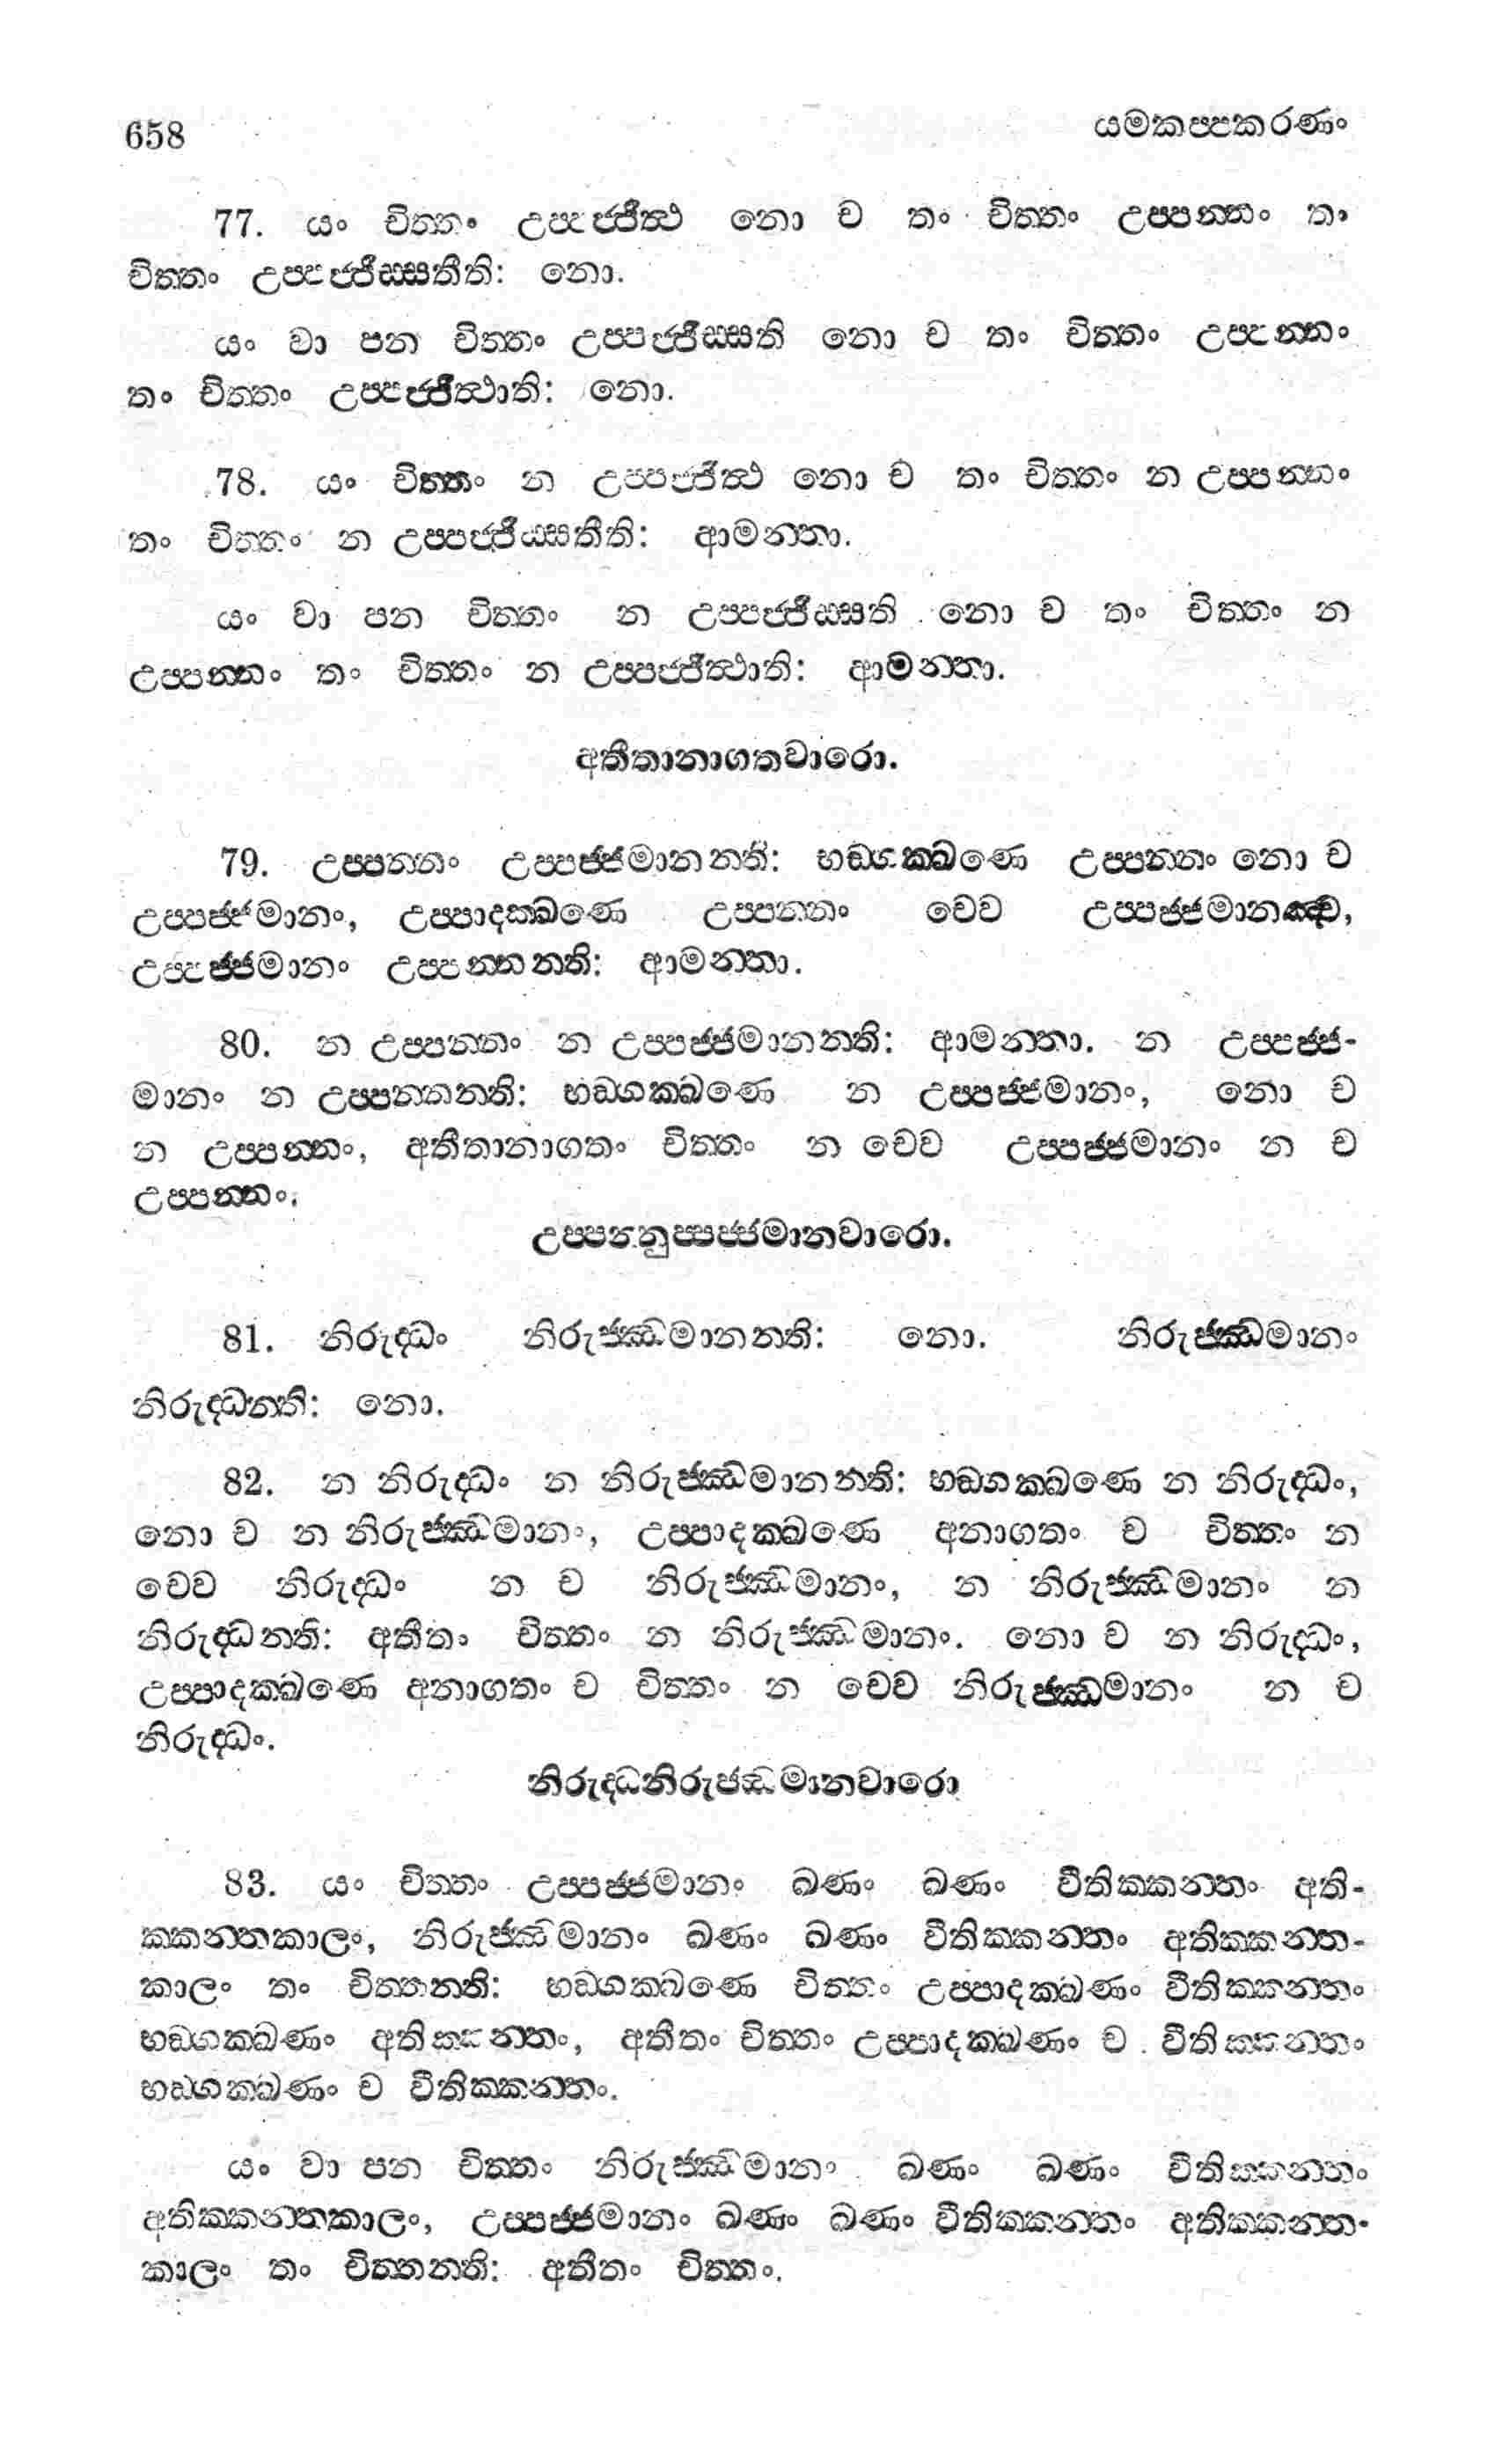 658 යමකප්පකරණං
77. යං චිත්තං උප්පජ්ජිත්ථ නො ච තං චිත්තං උප්පන්නං තං
චිත්තං උප්පජ්ජිස්සතීති: නො.
යං වා පන චිත්තං උප්පජ්ජිස්සති නො ච තං චිත්තං උප්පන්නං
තං චිත්තං උප්පජ්ජිත්ථාති: නො.
78. යං චිත්තං න උප්පජ්ජිත්ථ නො ච තං චිත්තං න උප්පන්නං
තං චිත්තං න උප්පජ්ජිස්සතීති: ආමන්තා.
යං වා පන චිත්තං න උප්පජ්ජිස්සති නො ච තං චිත්තං න
උප්පන්නං තං චිත්තං න උප්පජ්ජිත්ථාති: ආමන්තා.
අතීතානාගතවාරො.
79. උප්පන්නං උප්පජ්ජමානන්ති: භඞ්ගක්ඛණෙ උප්පන්නං නො ච
උප්පජ්ජමානං, උප්පාදක්ඛණෙ උප්පන්නං චෙව උප්පජ්ජමානඤ්ච,
උප්පජ්ජමානං උප්පන්නන්ති: ආමන්තා.
80. න උප්පන්නං න උප්පජ්ජමානන්ති: ආමන්තා. න උප්පජ්ජ-
මානං න උප්පන්නන්ති: භඞ්ගක්ඛණෙ න උප්පජ්ජමානං, නො ච
න උප්පන්නං, අතීතානාගතං චිත්තං න චෙව උප්පජ්ජමානං න ච
උප්පන්නං.
උප්පන්නුප්පජ්ජමානවාරො.
81. නිරුද්ධං නිරුජ්ඣමානන්ති: නො. නිරුජ්ඣමානං
නිරුද්ධන්ති: නො.
82. න නිරුද්ධං න නිරුජ්ඣමානන්ති: භඞ්ගක්ඛණෙ න නිරුද්ධං,
නො ච න නිරුජ්ඣමානං, උප්පාදක්ඛණෙ අනාගතං ච චිත්තං න
චෙව නිරුද්ධං න ච නිරුජ්ඣමානං, න නිරුජ්ඣමානං න
නිරුද්ධන්ති: අතීතං චිත්තං න නිරුජ්ඣමානං. නො ච න නිරුද්ධං,
උප්පාදක්ඛණෙ අනාගතං ච චිත්තං න චෙව නිරුජ්ඣමානං න ච
නිරුද්ධං.
නිරුද්ධනිරුජ්ඣමානවාරො
83. යං චිත්තං උප්පජ්ජමානං ඛණං ඛණං වීතික්කන්තං අති-
ක්කන්තකාලං, නිරුජ්ඣමානං ඛණං ඛණං වීතික්කන්තං අතික්කන්ත-
කාලං තං චිත්තන්ති: භඞ්ගක්ඛණෙ චිත්තං උප්පාදක්ඛණං වීතික්කන්තං
භඞ්ගක්ඛණං අතික්කන්තං, අතීතං චිත්තං උප්පාදක්ඛණං ච වීතික්කන්තං
භඞ්ගක්ඛණං ච වීතික්කන්තං.
යං වා පන චිත්තං නිරුජ්ඣමානං ඛණං ඛණං වීතික්කන්තං
අතික්කන්තකාලං, උප්පජ්ජමානං ඛණං ඛණං වීතික්කන්තං අතික්කන්ත-
කාලං තං චිත්තන්ති: අතීතං චිත්තං.